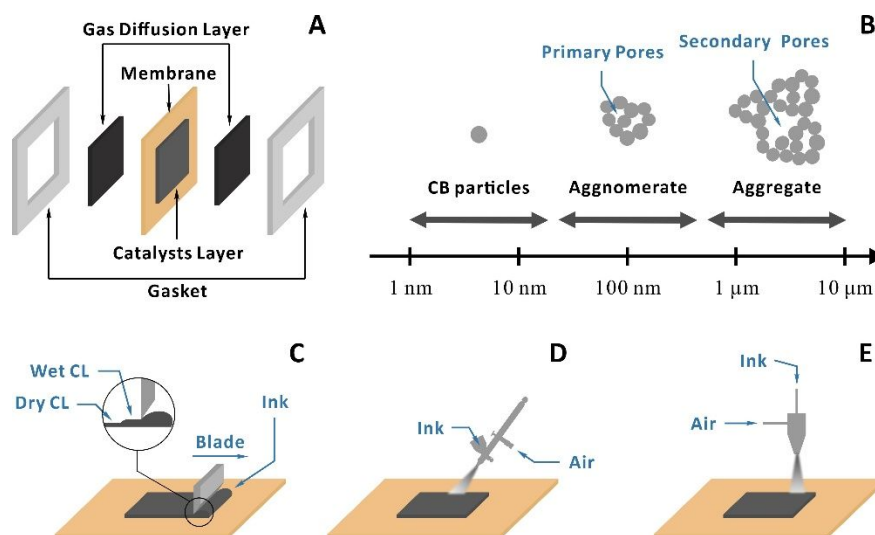 A
Gas Diffusion Layer
Membrane
Catalysts Layer
Gasket
B
Primary Pores
Secondary Pores
CB particles
Aggnomerate
Aggregate
1 nm
10 nm
100 nm
1 μm
10 μm
C
Wet CL
Dry CL
Ink
Blade
D
Ink
Air
E
Ink
Air